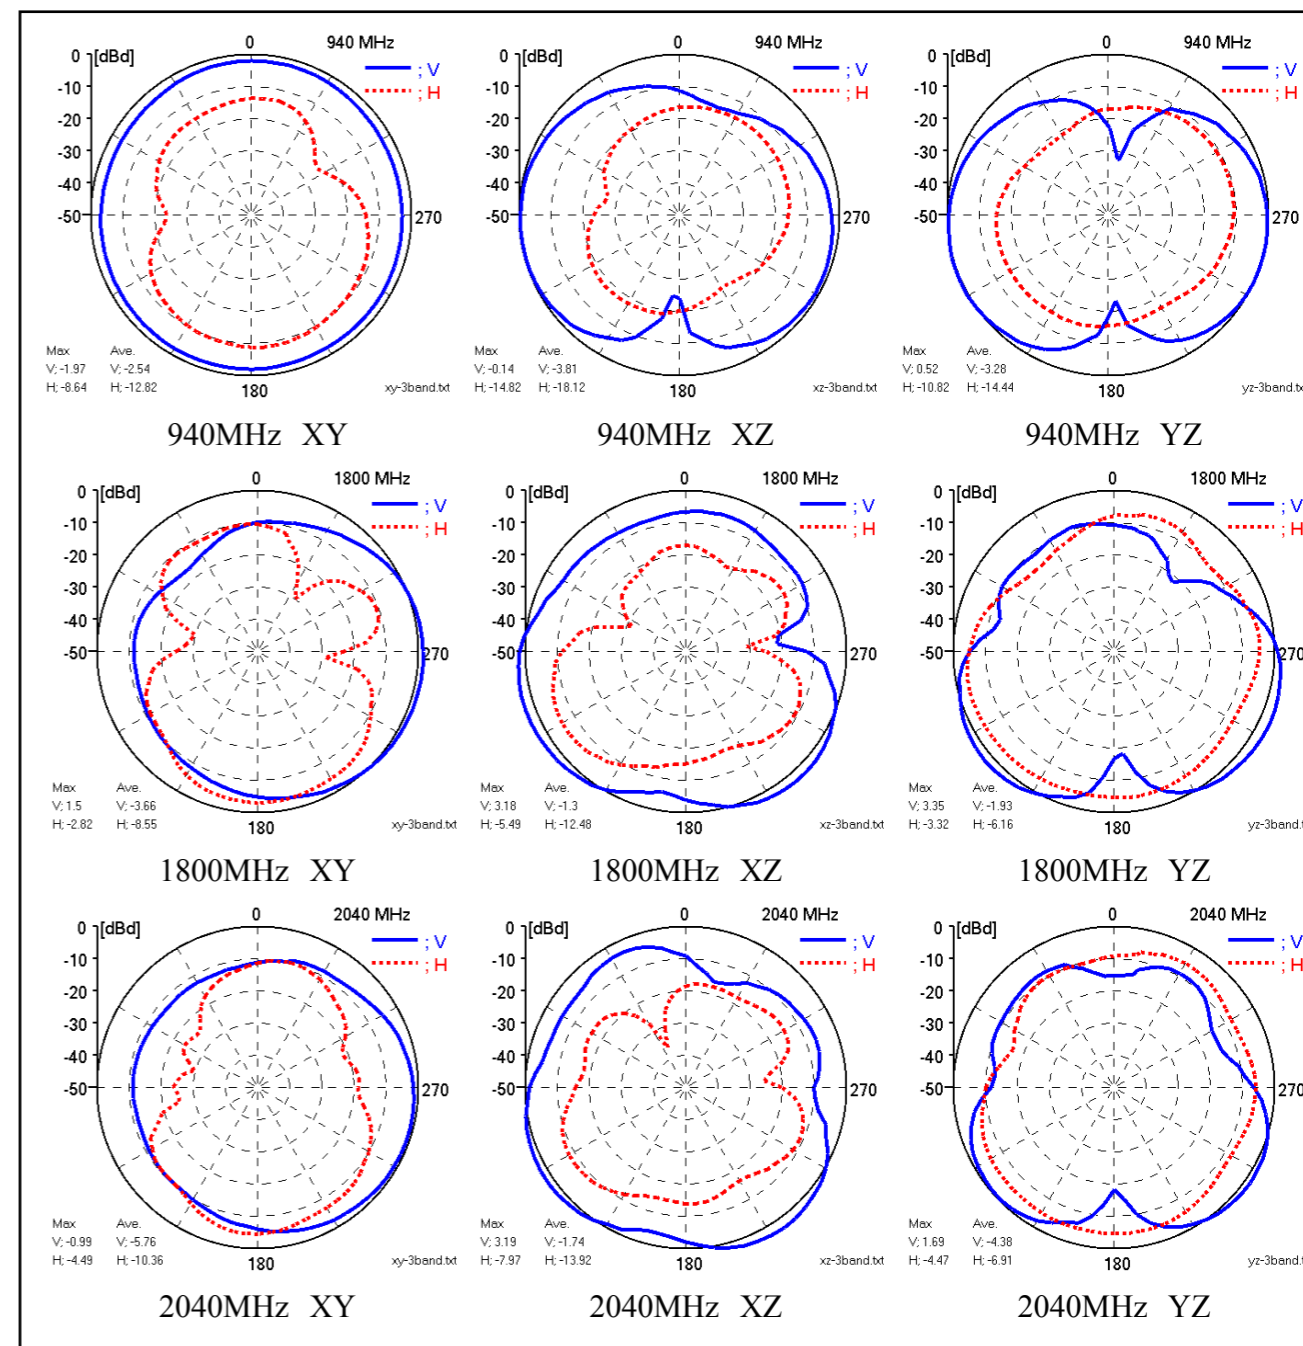 0 940 MHz
0 [dBd] ; V
-10 ; H
-20
-30
-40
-50 270
Max Ave.
V; -1.97 V; -2.54
H; -8.64 H; -12.82 180 xy-3band.txt
940MHz XY
0 940 MHz
0 [dBd] ; V
-10 ; H
-20
-30
-40
-50 270
Max Ave.
V; -0.14 V; -3.81
H; -14.82 H; -18.12 180 xz-3band.txt
940MHz XZ
0 940 MHz
0 [dBd] ; V
-10 ; H
-20
-30
-40
-50 270
Max Ave.
V; 0.52 V; -3.28
H; -10.82 H; -14.44 180 yz-3band.txt
940MHz YZ
0 1800 MHz
0 [dBd] ; V
-10 ; H
-20
-30
-40
-50 270
Max Ave.
V; 1.5 V; -3.66
H; -2.82 H; -8.55 180 xy-3band.txt
1800MHz XY
0 1800 MHz
0 [dBd] ; V
-10 ; H
-20
-30
-40
-50 270
Max Ave.
V; 3.18 V; -1.3
H; -5.49 H; -12.48 180 xz-3band.txt
1800MHz XZ
0 1800 MHz
0 [dBd] ; V
-10 ; H
-20
-30
-40
-50 270
Max Ave.
V; 3.35 V; -1.93
H; -3.32 H; -6.16 180 yz-3band.txt
1800MHz YZ
0 2040 MHz
0 [dBd] ; V
-10 ; H
-20
-30
-40
-50 270
Max Ave.
V; -0.99 V; -5.76
H; -4.49 H; -10.36 180 xy-3band.txt
2040MHz XY
0 2040 MHz
0 [dBd] ; V
-10 ; H
-20
-30
-40
-50 270
Max Ave.
V; 3.19 V; -1.74
H; -7.97 H; -13.92 180 xz-3band.txt
2040MHz XZ
0 2040 MHz
0 [dBd] ; V
-10 ; H
-20
-30
-40
-50 270
Max Ave.
V; 1.69 V; -4.38
H; -4.47 H; -6.91 180 yz-3band.txt
2040MHz YZ